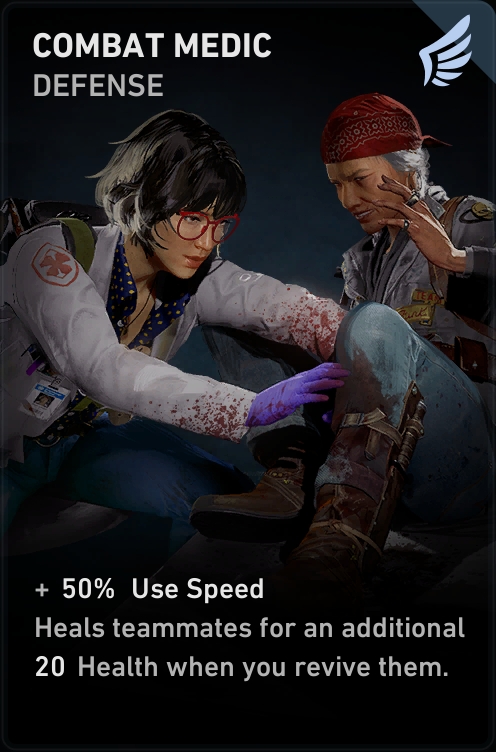 COMBAT MEDIC
DEFENSE
+ 50% Use Speed
Heals teammates for an additional
20 Health when you revive them.